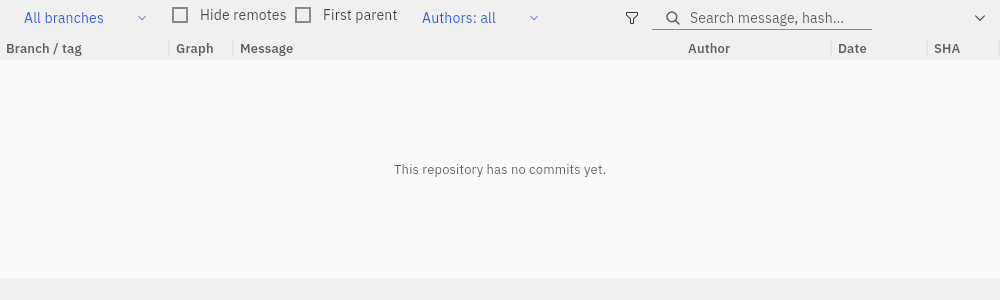 All branches Hide remotes First parent Authors: all Search message, hash...
Branch / tag Graph Message Author Date SHA
This repository has no commits yet.